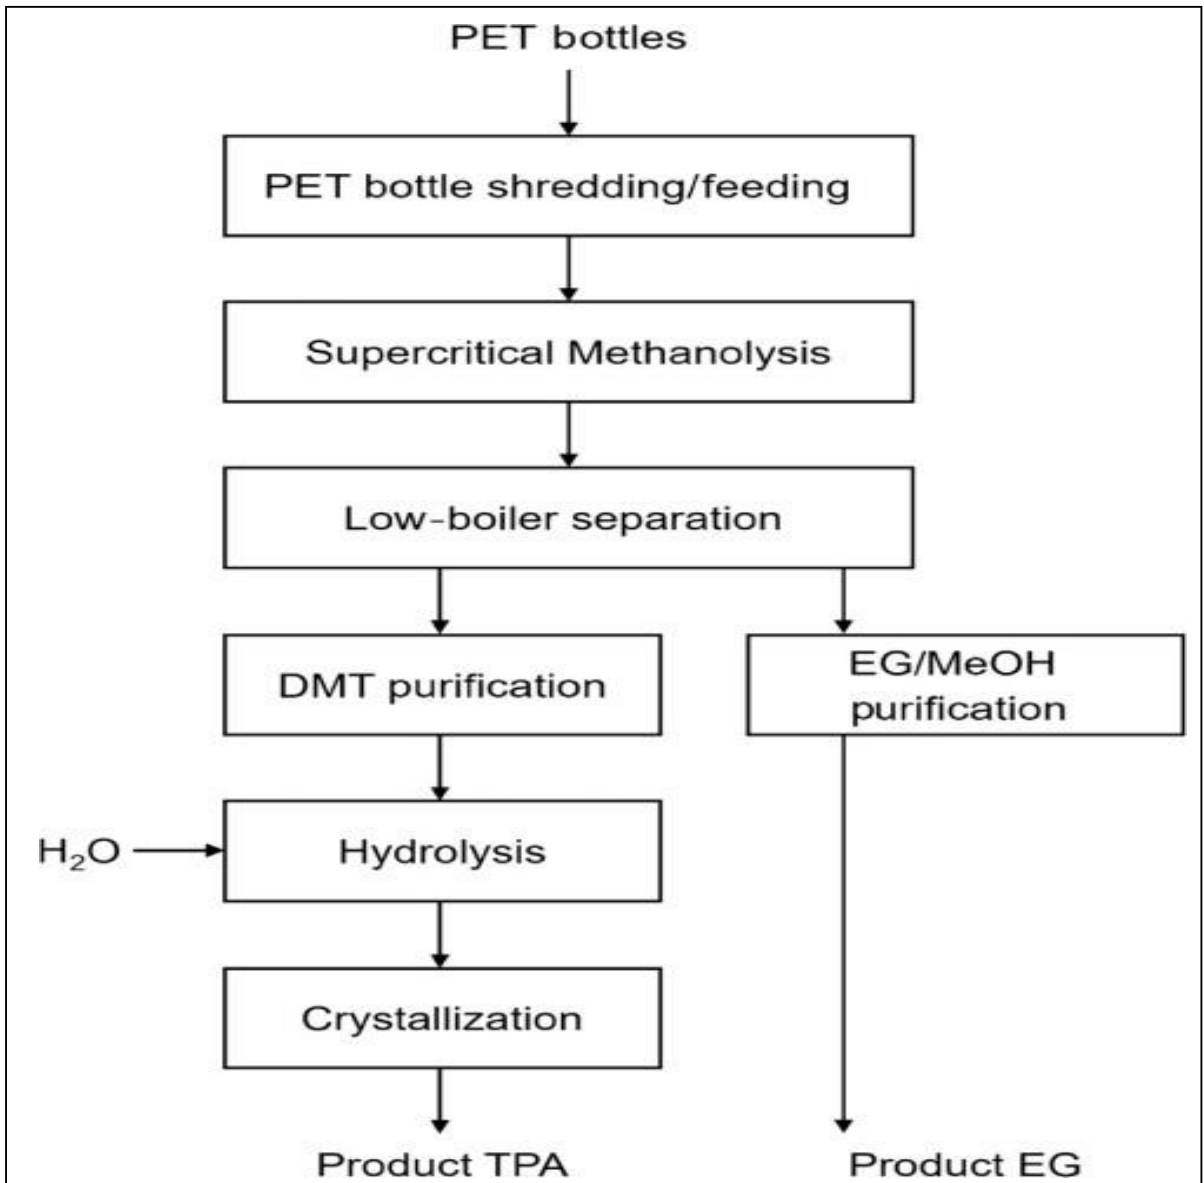 PET bottles
PET bottle shredding/feeding
Supercritical Methanolysis
Low-boiler separation
DMT purification
EG/MeOH
purification
H₂O
Hydrolysis
Crystallization
Product TPA
Product EG